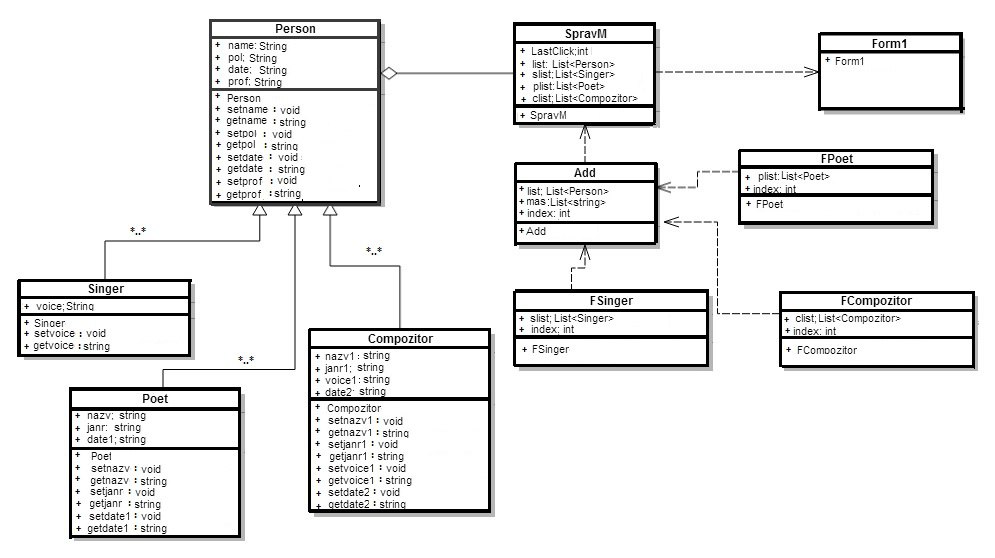 Person
+ name: String
+ pol: String
+ date: String
+ prof: String
+ Person
+ setname : void
+ getname : string
+ setpol : void
+ getpol : string
+ setdate : void
+ getdate : string
+ setprof : void
+ getprof : string
SpravM
+ LastClick;int
+ list: List<Person>
+ slist;List<Singer>
+ plist: List<Poet>
+ clist; List<Compozitor>
+ SpravM
Form1
+ Form1
Add
+ list; List<Person>
+ mas:List<string>
+ index: int
+ Add
FPoet
+ plist: List<Poet>
+ index: int
+ FPoet
*..*
*..*
Singer
+ voice;String
+ Singer
+ setvoice : void
+ getvoice : string
FSinger
+ slist; List<Singer>
+ index: int
+ FSinger
FCompozitor
+ clist; List<Compozitor>
+ index: int
+ FCompozitor
*..*
Compozitor
+ nazv1 : string
+ janr1; string
+ voice1: string
+ date2: string
+ Compozitor
+ setnazv1 : void
+ getnazv1 : string
+ setjanr1 : void
+ getjanr1 : string
+ setvoice1 : void
+ getvoice1 : string
+ setdate2 : void
+ getdate2 : string
Poet
+ nazv; string
+ janr: string
+ date1; string
+ Poet
+ setnazv : void
+ getnazv : string
+ setjanr : void
+ getjanr : string
+ setdate1 : void
+ getdate1 : string